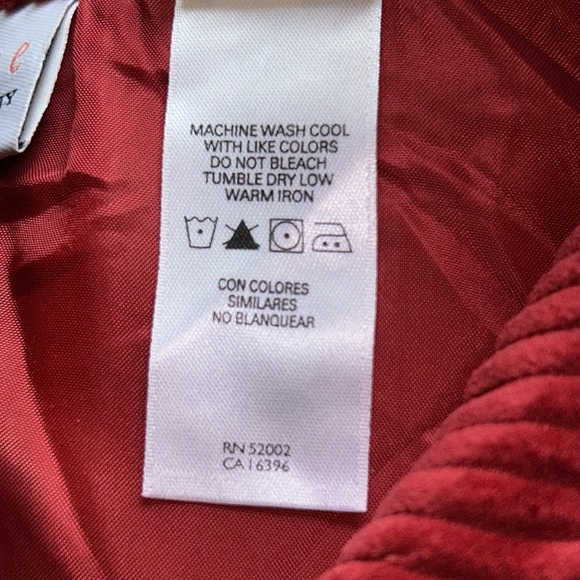 MACHINE WASH COOL
WITH LIKE COLORS
DO NOT BLEACH
TUMBLE DRY LOW
WARM IRON
CON COLORES
SIMILARES
NO BLANQUEAR
RN 52002
CA 16396